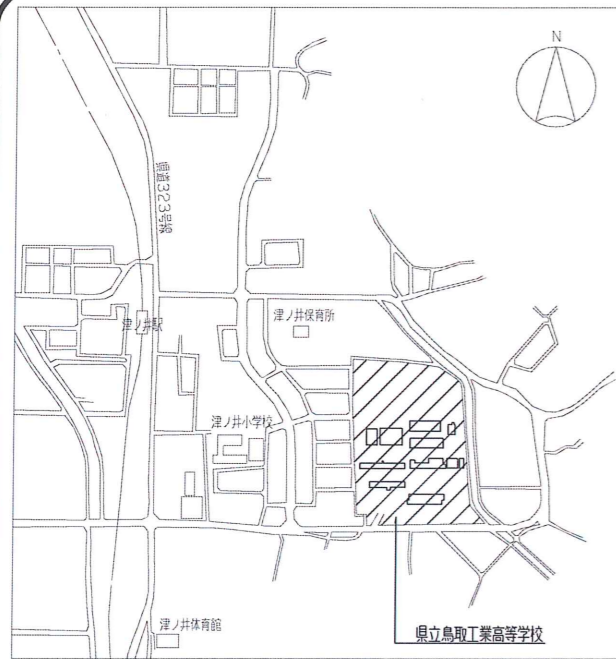 N
県道323号線
津ノ井駅
津ノ井保育所
津ノ井小学校
津ノ井体育館
県立鳥取工業高等学校